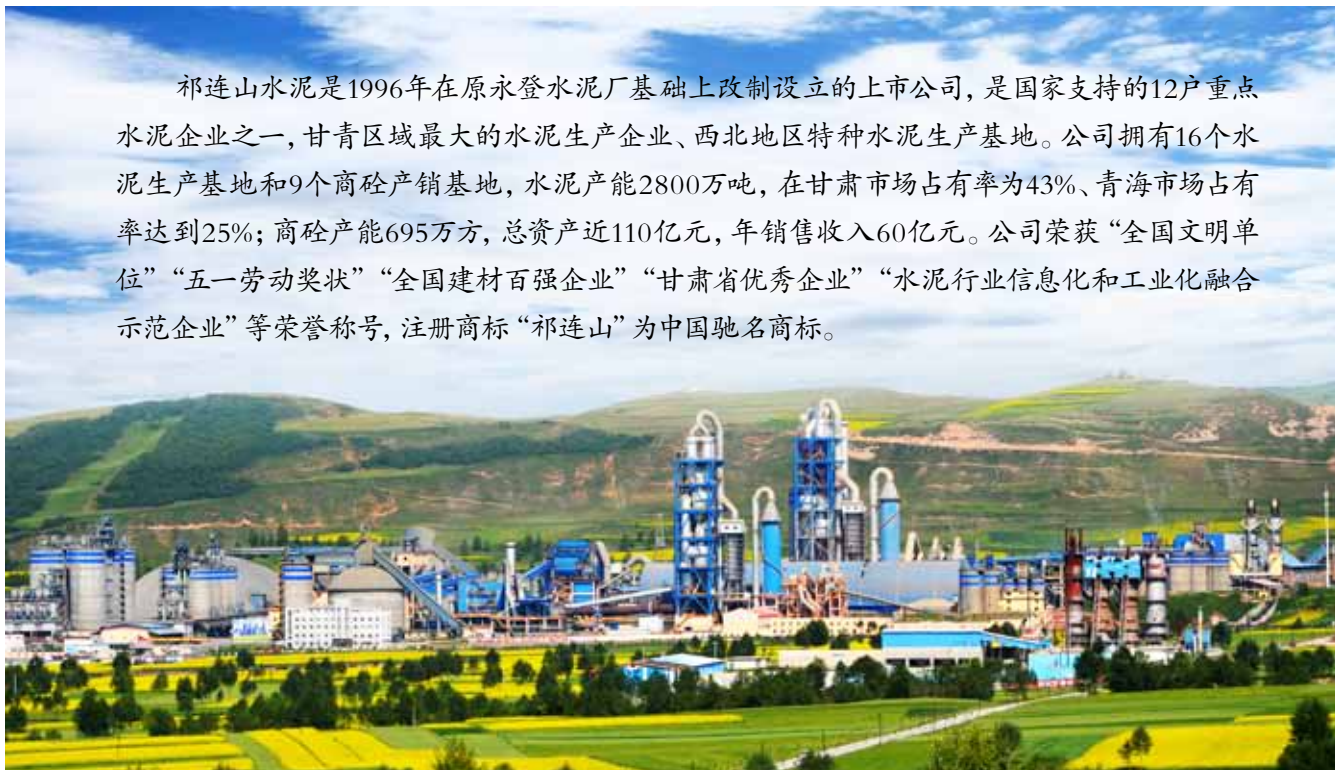 祁连山水泥是1996年在原永登水泥厂基础上改制设立的上市公司, 是国家支持的12户重点
水泥企业之一, 甘青区域最大的水泥生产企业、西北地区特种水泥生产基地。公司拥有16个水
泥生产基地和9个商砼产销基地, 水泥产能2800万吨, 在甘肃市场占有率为43%、青海市场占有
率达到25%; 商砼产能695万方, 总资产近110亿元, 年销售收入60亿元。公司荣获“全国文明单
位”“五一劳动奖状”“全国建材百强企业”“甘肃省优秀企业”“水泥行业信息化和工业化融合
示范企业”等荣誉称号, 注册商标“祁连山”为中国驰名商标。